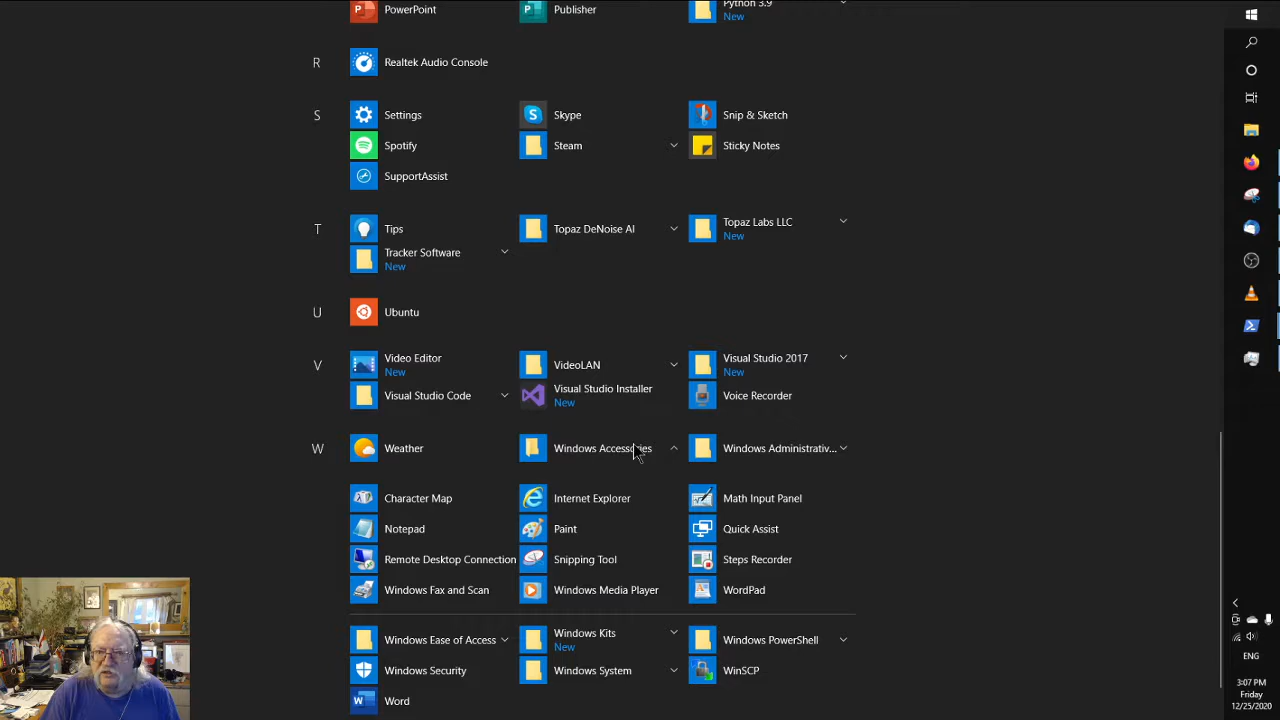 PowerPoint
Publisher
Python 3.9
New
R
Realtek Audio Console
S
Settings
Skype
Snip & Sketch
Spotify
Steam
Sticky Notes
SupportAssist
T
Tips
Topaz DeNoise AI
Topaz Labs LLC
New
Tracker Software
New
U
Ubuntu
V
Video Editor
New
VideoLAN
Visual Studio 2017
New
Visual Studio Code
Visual Studio Installer
New
Voice Recorder
W
Weather
Windows Accessories
Windows Administrativ...
Character Map
Internet Explorer
Math Input Panel
Notepad
Paint
Quick Assist
Remote Desktop Connection
Snipping Tool
Steps Recorder
Windows Fax and Scan
Windows Media Player
WordPad
Windows Ease of Access
Windows Kits
New
Windows PowerShell
Windows Security
Windows System
WinSCP
Word
ENG
3:07 PM
Friday
12/25/2020